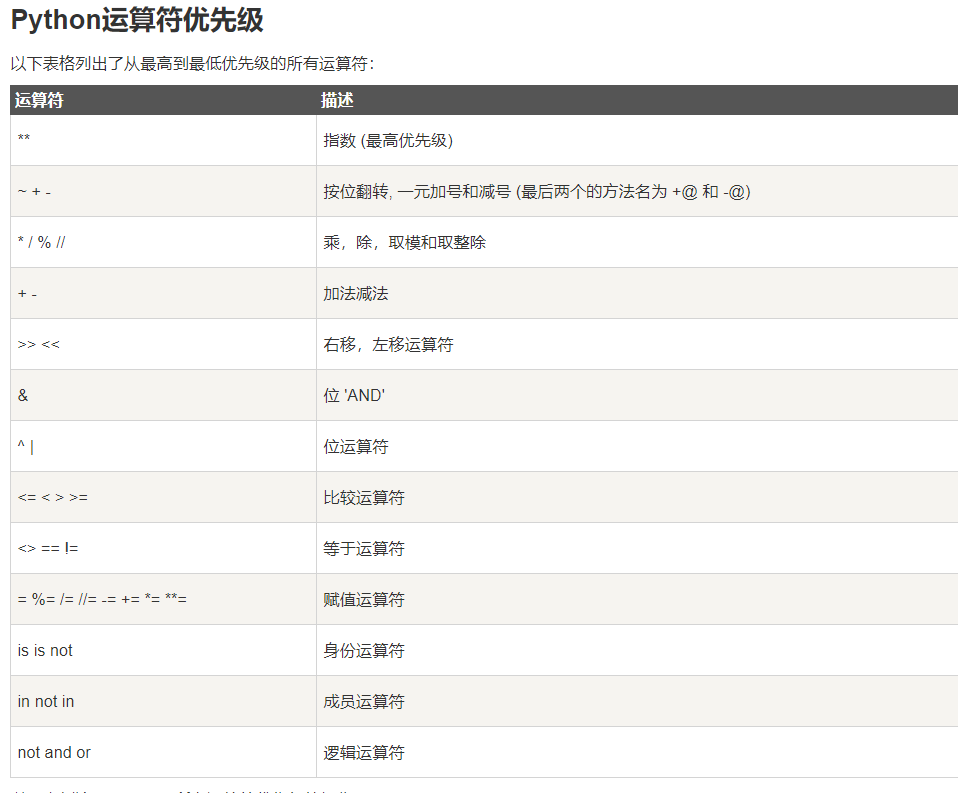 Python运算符优先级
以下表格列出了从最高到最低优先级的所有运算符：
运算符 描述
** 指数 (最高优先级)
~ + - 按位翻转, 一元加号和减号 (最后两个的方法名为 +@ 和 -@)
* / % // 乘，除，取模和取整除
+ - 加法减法
>> << 右移，左移运算符
& 位 'AND'
^ | 位运算符
<= < > >= 比较运算符
<> == != 等于运算符
= %= /= //= -= += *= **= 赋值运算符
is is not 身份运算符
in not in 成员运算符
not and or 逻辑运算符